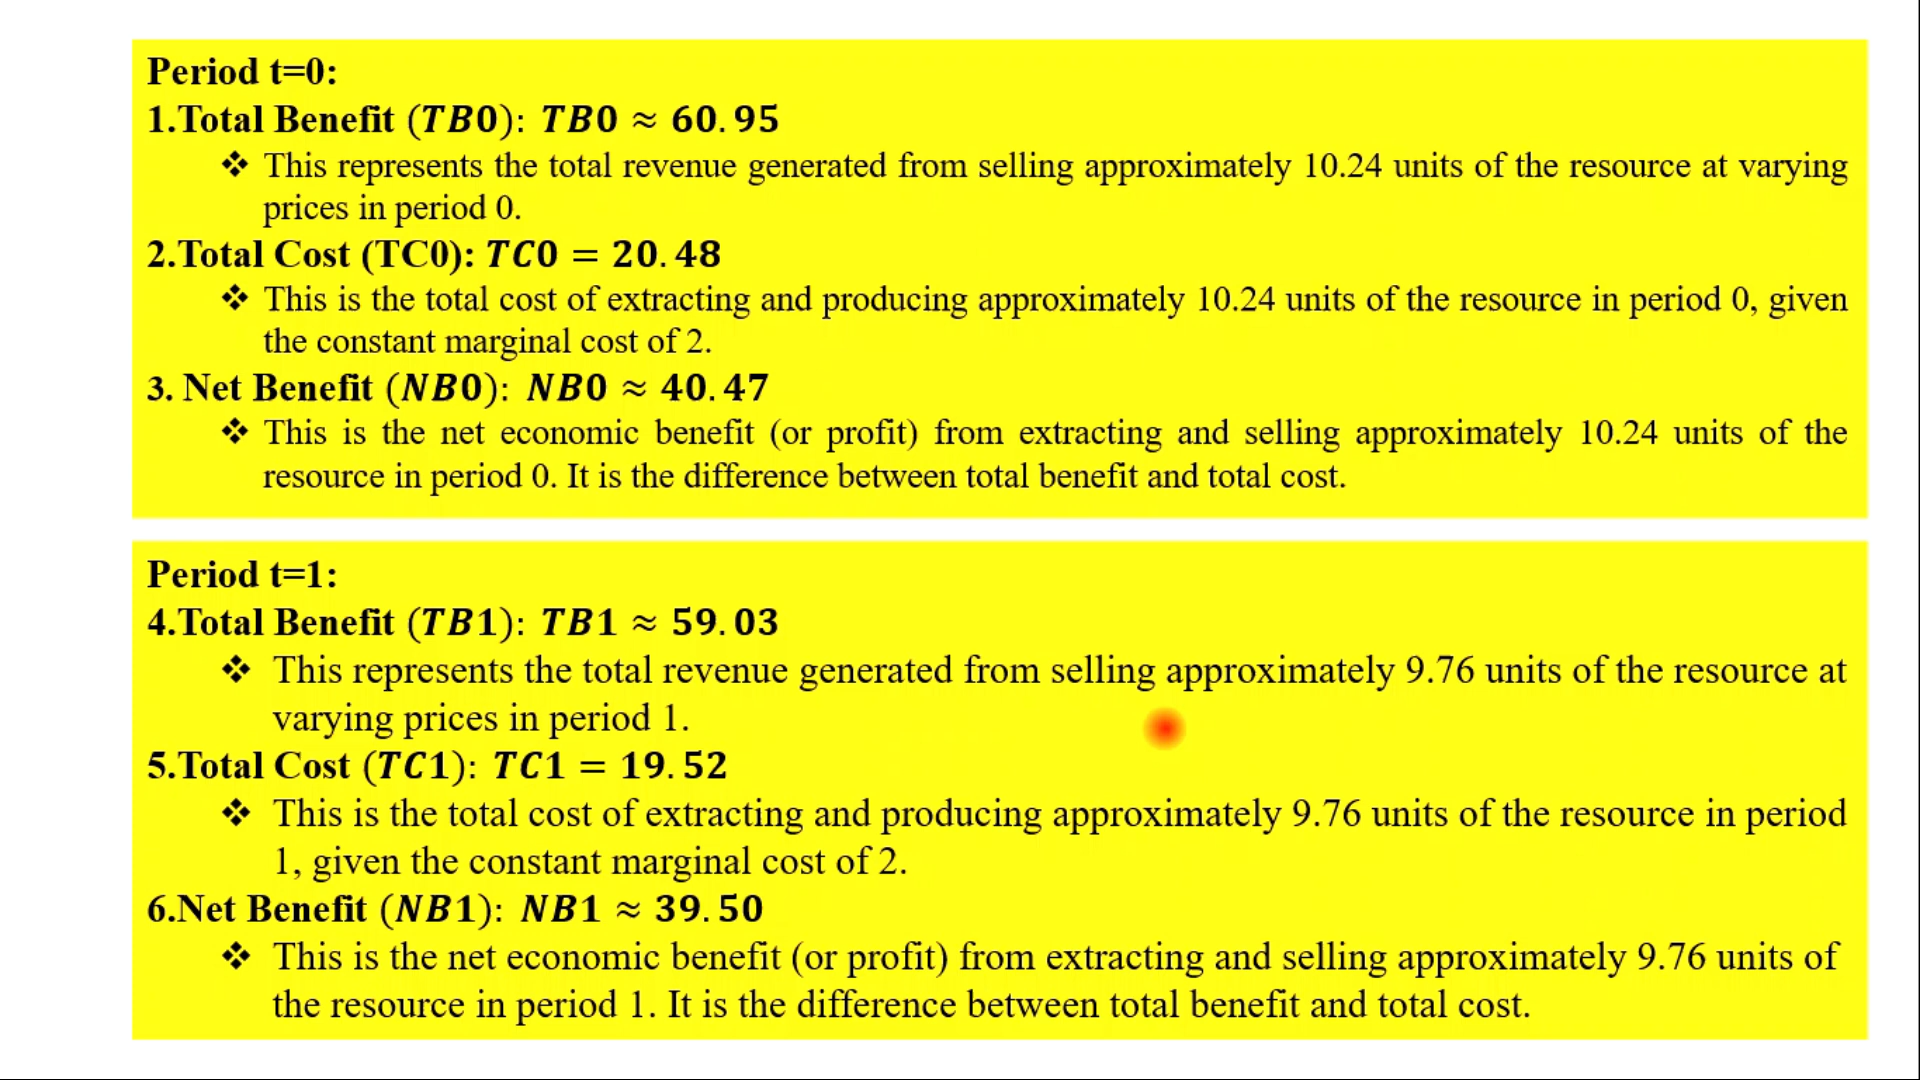 Period t=0:
1.Total Benefit (TB0): TB0 ≈ 60.95
❖ This represents the total revenue generated from selling approximately 10.24 units of the resource at varying
prices in period 0.
2.Total Cost (TC0): TC0 = 20.48
❖ This is the total cost of extracting and producing approximately 10.24 units of the resource in period 0, given
the constant marginal cost of 2.
3. Net Benefit (NB0): NB0 ≈ 40.47
❖ This is the net economic benefit (or profit) from extracting and selling approximately 10.24 units of the
resource in period 0. It is the difference between total benefit and total cost.
Period t=1:
4.Total Benefit (TB1): TB1 ≈ 59.03
❖ This represents the total revenue generated from selling approximately 9.76 units of the resource at
varying prices in period 1.
5.Total Cost (TC1): TC1 = 19.52
❖ This is the total cost of extracting and producing approximately 9.76 units of the resource in period
1, given the constant marginal cost of 2.
6.Net Benefit (NB1): NB1 ≈ 39.50
❖ This is the net economic benefit (or profit) from extracting and selling approximately 9.76 units of
the resource in period 1. It is the difference between total benefit and total cost.